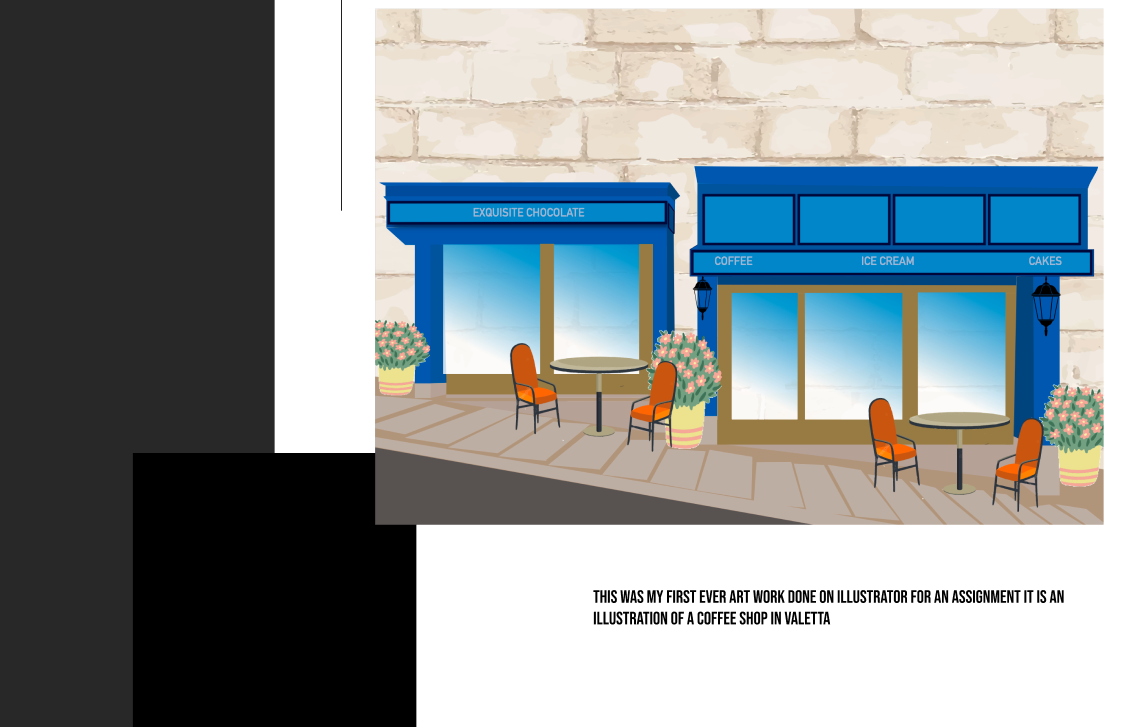 EXQUISITE CHOCOLATE
COFFEE ICE CREAM CAKES
THIS WAS MY FIRST EVER ART WORK DONE ON ILLUSTRATOR FOR AN ASSIGNMENT IT IS AN
ILLUSTRATION OF A COFFEE SHOP IN VALETTA